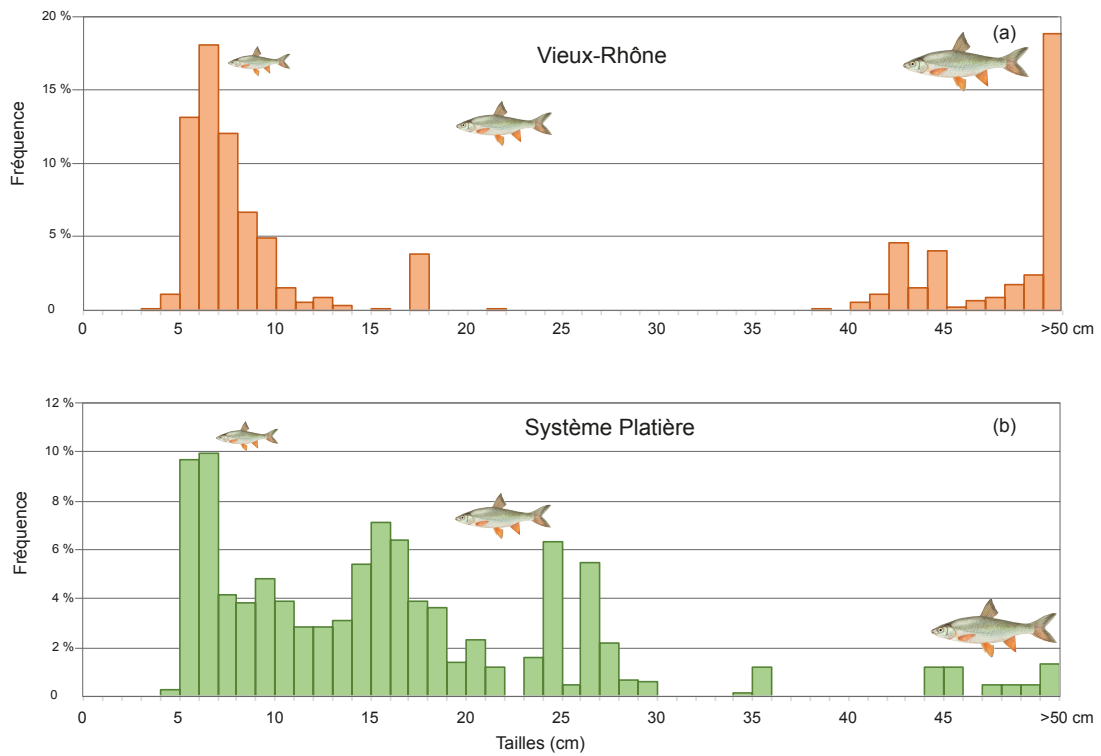 20 %
(a)
Vieux-Rhône
15 %
10 %
5 %
0
Fréquence
0 5 10 15 20 25 30 35 40 45 >50 cm
12 %
Système Platière
(b)
10 %
8 %
6 %
4 %
2 %
0
Fréquence
0 5 10 15 20 25 30 35 40 45 >50 cm
Tailles (cm)